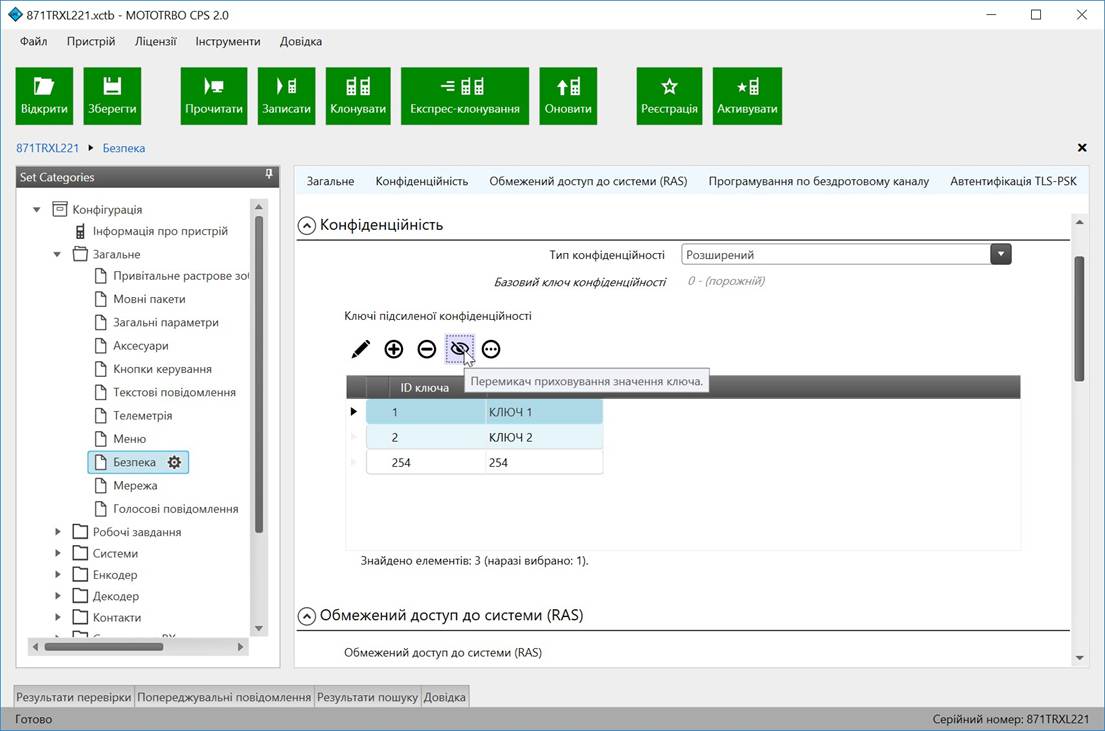 871TRXL221.xctb - MOTOTRBO CPS 2.0
Файл Пристрій Ліцензії Інструменти Довідка
Відкрити Зберегти Прочитати Записати Клонувати Експрес-клонування Оновити Реєстрація Активувати
871TRXL221 Безпека
Set Categories
Конфігурація
Інформація про пристрій
Загальне
Привітальне растрове
Мовні пакети
Загальні параметри
Аксесуари
Кнопки керування
Текстові повідомлення
Телеметрія
Меню
Безпека
Мережа
Голосові повідомлення
Робочі завдання
Системи
Енкодер
Декодер
Контакти
Загальне Конфіденційність Обмежений доступ до системи (RAS) Програмування по бездротовому каналу Автентифікація TLS-PSK
Конфіденційність
Тип конфіденційності Розширений
Базовий ключ конфіденційності 0 - (порожній)
Ключі підсиленої конфіденційності
Перемикач приховування значення ключа.
ID ключа
1 КЛЮЧ 1
2 КЛЮЧ 2
254 254
Знайдено елементів: 3 (наразі вибрано: 1).
Обмежений доступ до системи (RAS)
Обмежений доступ до системи (RAS)
Результати перевірки Попереджувальні повідомлення Результати пошуку Довідка
Готово Серійний номер: 871TRXL221